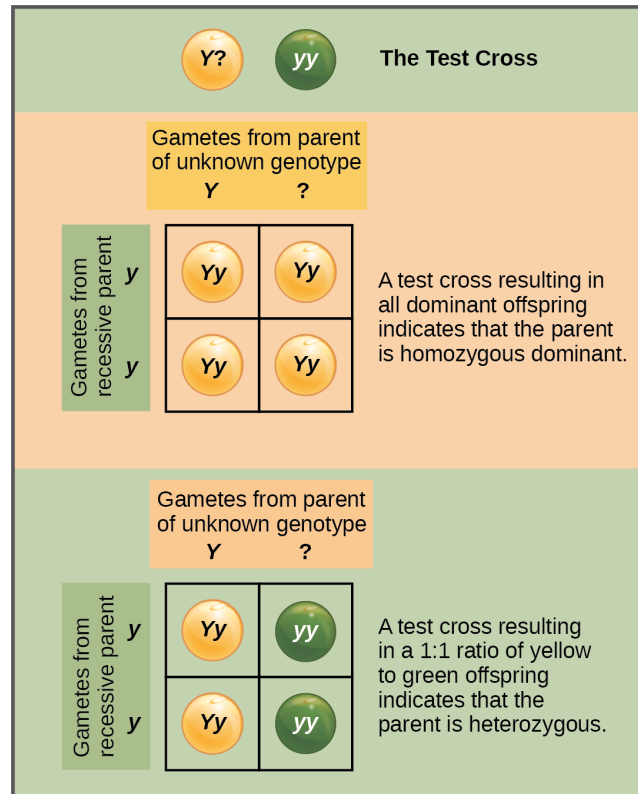 Y? yy The Test Cross
Gametes from parent
of unknown genotype
Y ?
Gametes from
recessive parent
y
y
Yy Yy
Yy Yy
A test cross resulting in
all dominant offspring
indicates that the parent
is homozygous dominant.
Gametes from parent
of unknown genotype
Y ?
Gametes from
recessive parent
y
y
Yy yy
Yy yy
A test cross resulting
in a 1:1 ratio of yellow
to green offspring
indicates that the
parent is heterozygous.